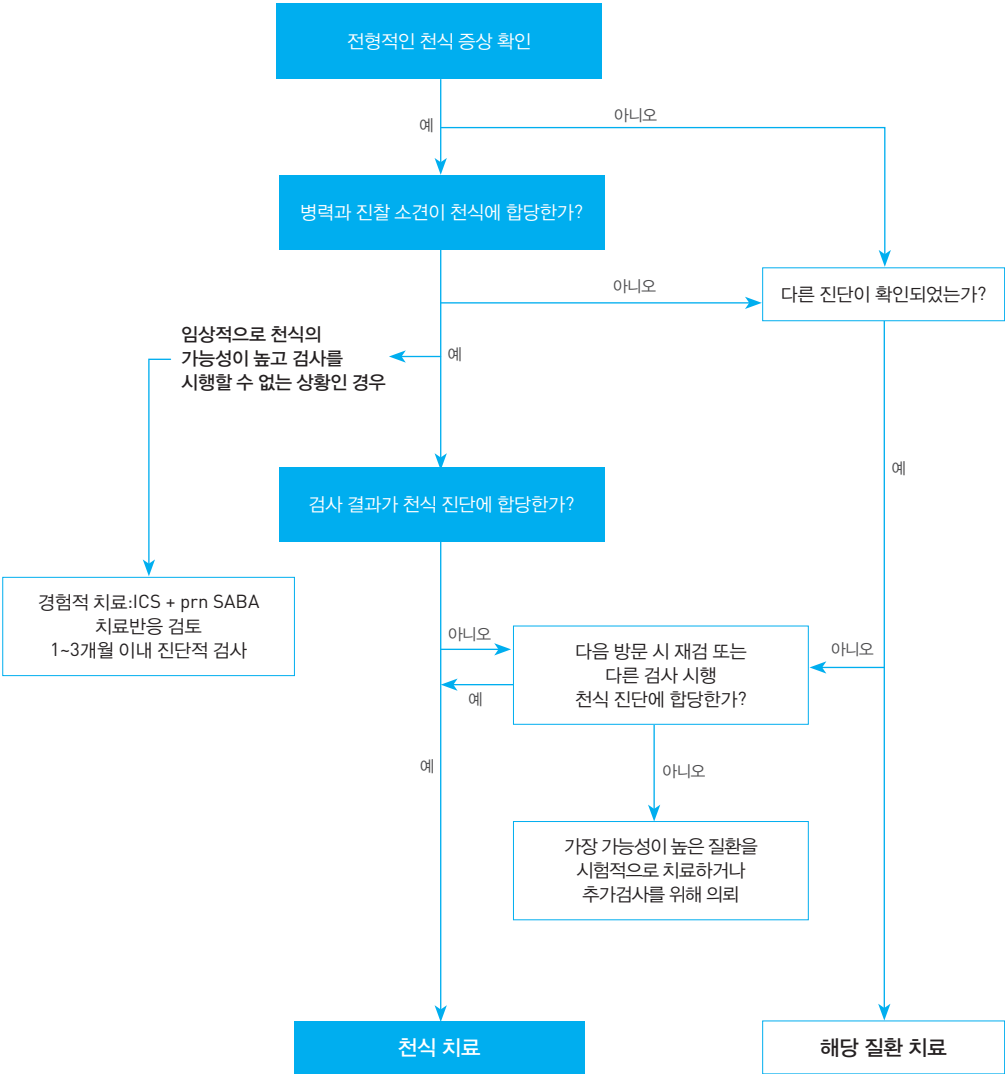 전형적인 천식 증상 확인
예
아니오
병력과 진찰 소견이 천식에 합당한가?
아니오
다른 진단이 확인되었는가?
임상적으로 천식의
가능성이 높고 검사를
시행할 수 없는 상황인 경우
예
예
검사 결과가 천식 진단에 합당한가?
경험적 치료:ICS + prn SABA
치료반응 검토
1~3개월 이내 진단적 검사
아니오
예
다음 방문 시 재검 또는
다른 검사 시행
천식 진단에 합당한가?
아니오
예
아니오
가장 가능성이 높은 질환을
시험적으로 치료하거나
추가검사를 위해 의뢰
천식 치료
해당 질환 치료